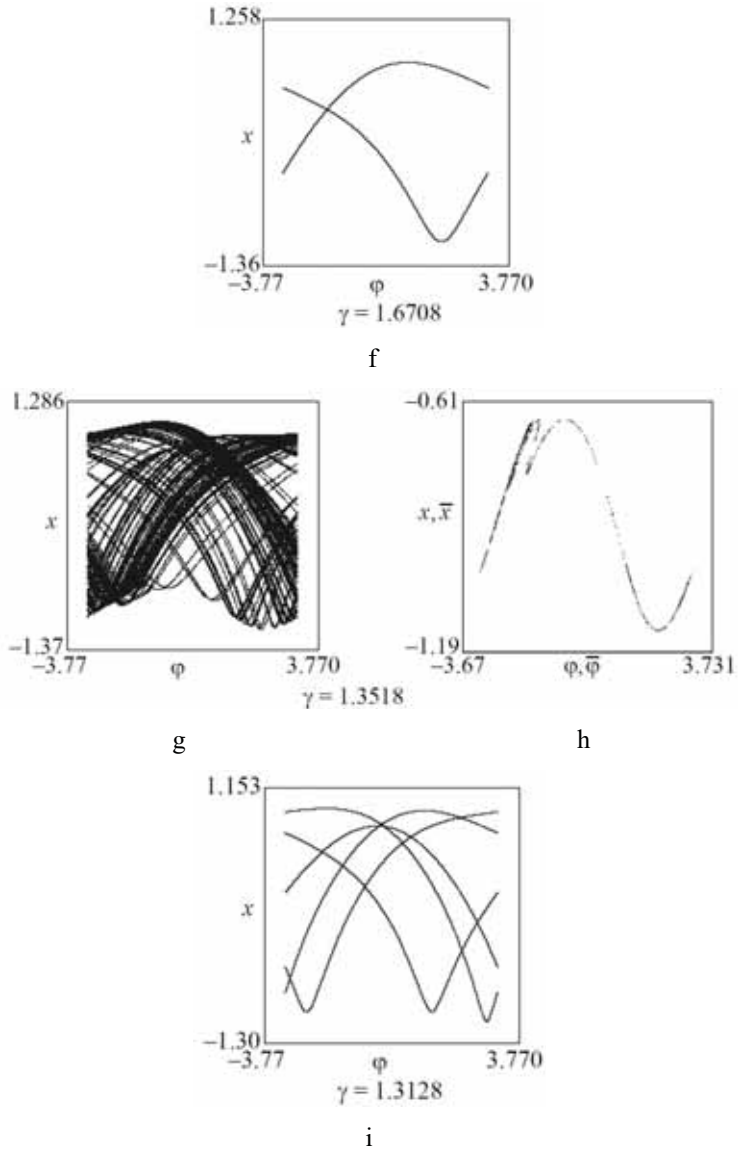 1.258
x
−1.36
−3.77 φ 3.770
γ = 1.6708
f
1.286 −0.61
x x, x̅
−1.37 −1.19
−3.77 φ 3.770 −3.67 φ, φ̅ 3.731
γ = 1.3518
g h
1.153
x
−1.30
−3.77 φ 3.770
γ = 1.3128
i